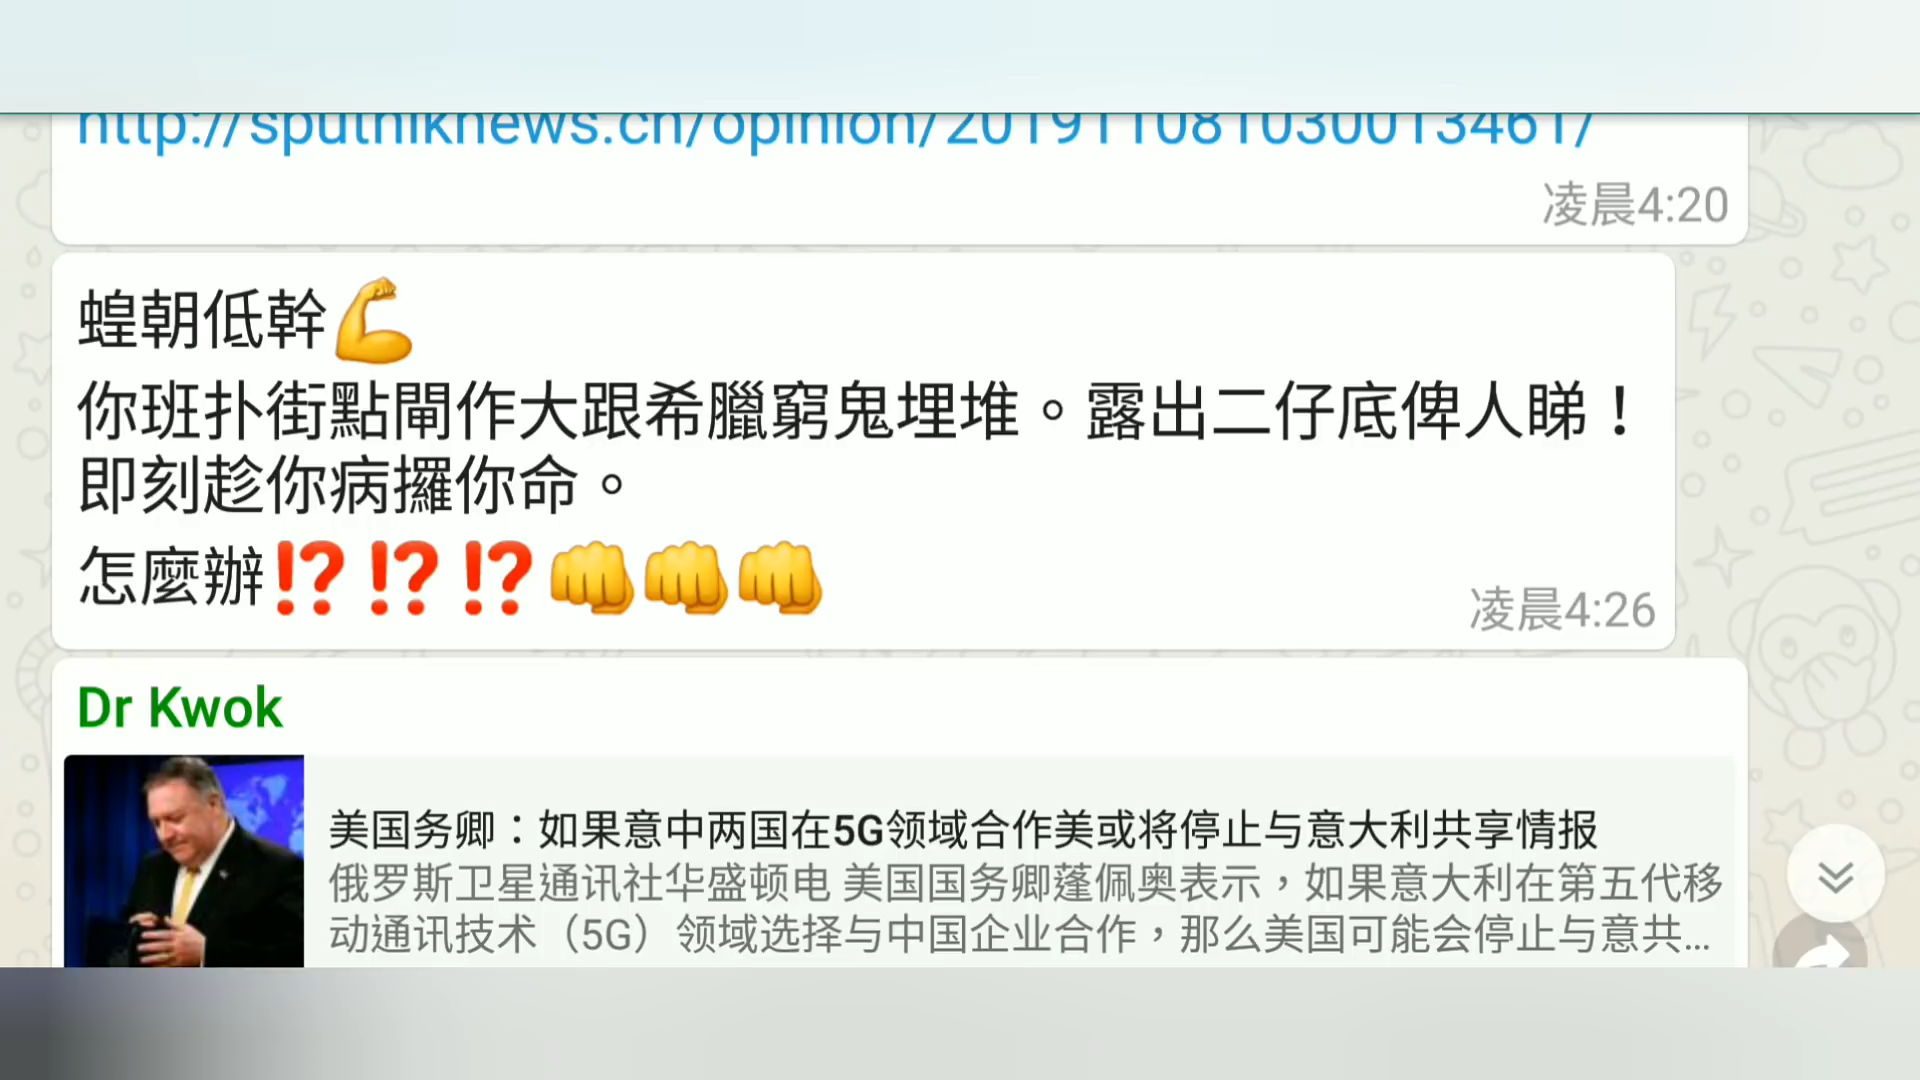 http://sputniknews.cn/opinion/201911081030013461/
凌晨4:20
蝗朝低幹💪
你班扑街點閘作大跟希臘窮鬼埋堆。露出二仔底俾人睇！
即刻趁你病攞你命。
怎麼辦⁉️⁉️⁉️👊👊👊
凌晨4:26
Dr Kwok
美国务卿：如果意中两国在5G领域合作美或将停止与意大利共享情报
俄罗斯卫星通讯社华盛顿电 美国国务卿蓬佩奥表示，如果意大利在第五代移
动通讯技术（5G）领域选择与中国企业合作，那么美国可能会停止与意共...